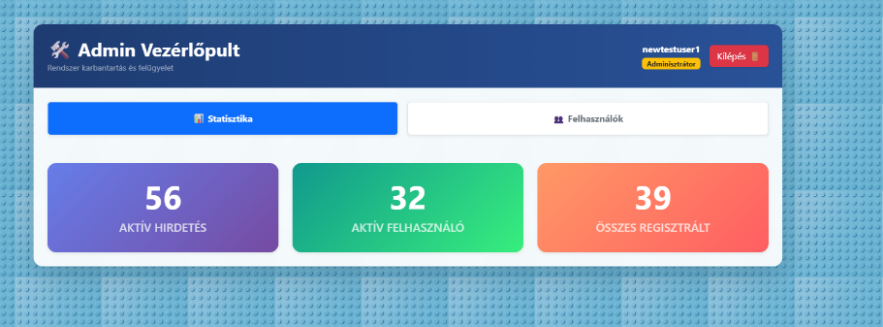 🛠 Admin Vezérlőpult
Rendszer karbantartás és felügyelet
newtestuser1
Adminisztrátor
Kilépês 🚪
📊 Statisztika
👥 Felhasználók
56
AKTÍV HIRDETÉS
32
AKTÍV FELHASZNÁLÓ
39
ÖSSZES REGISZTRÁLT